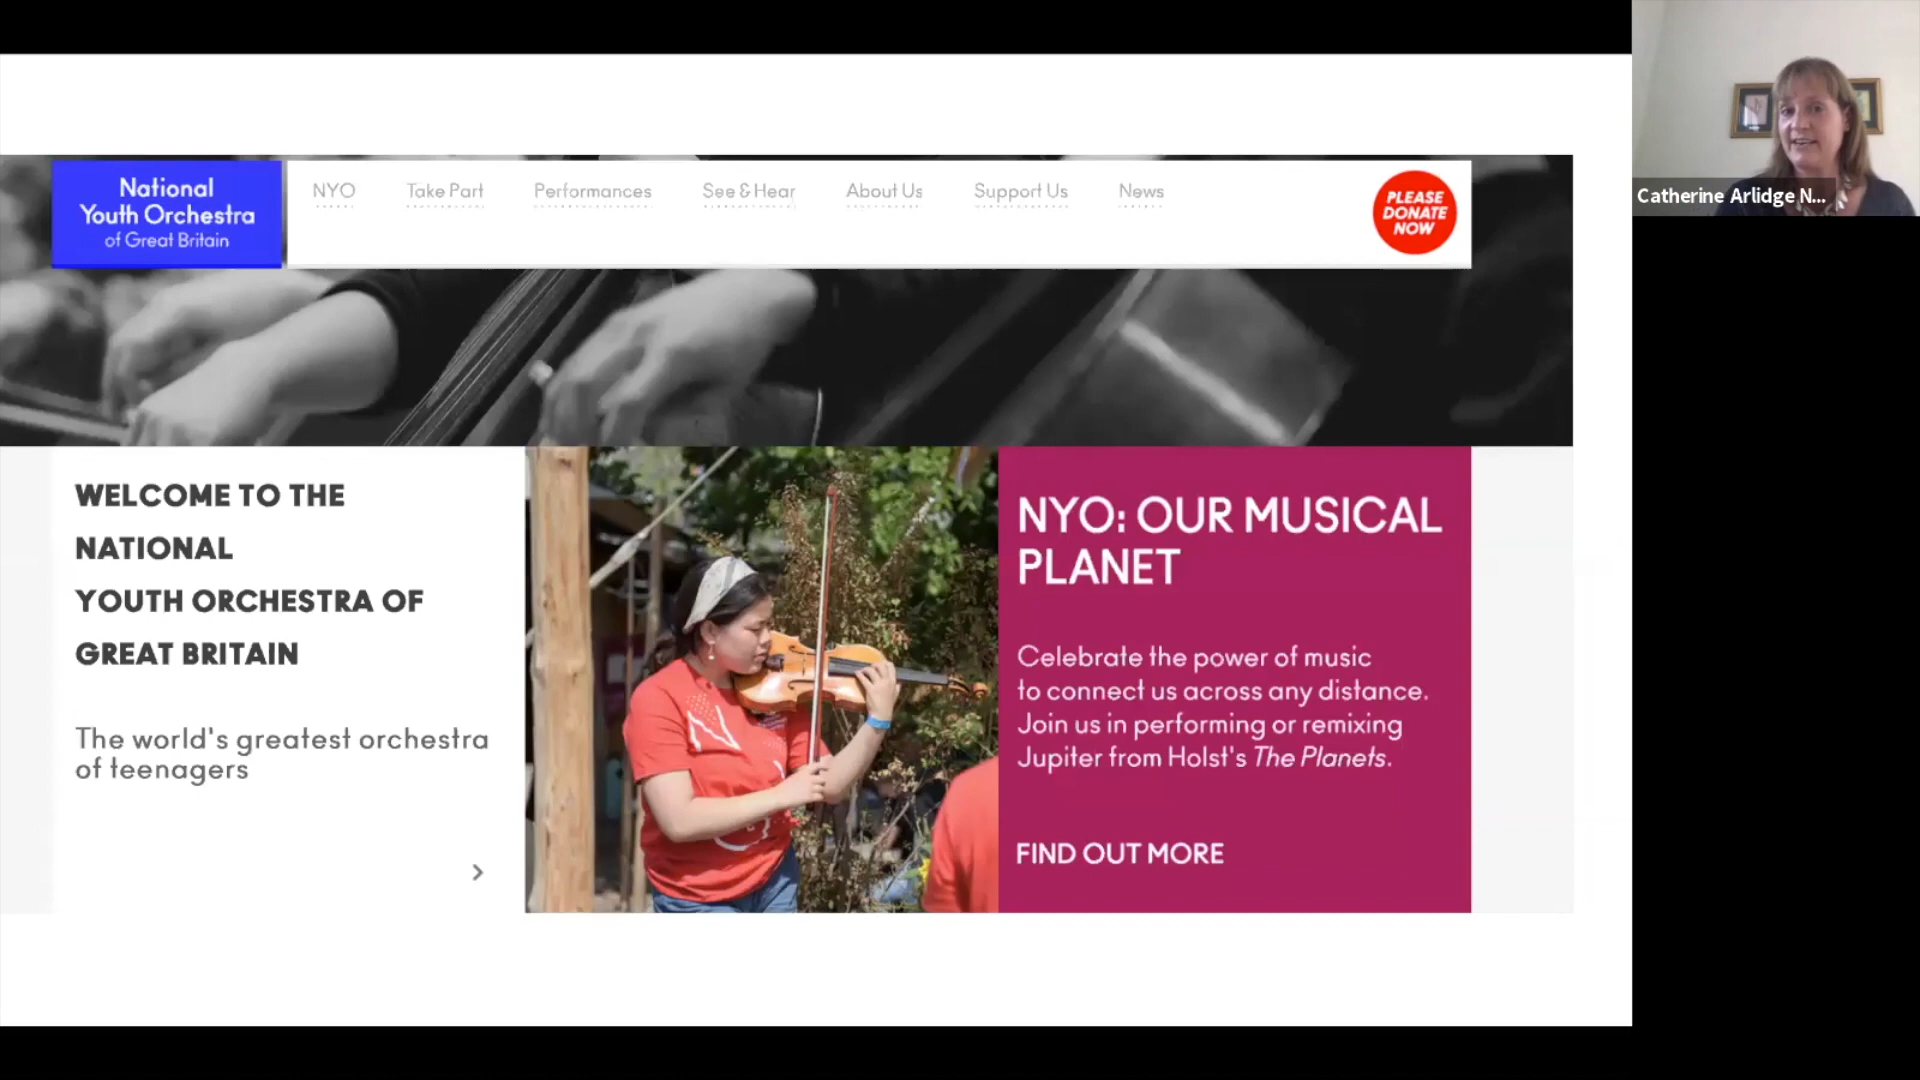 National
Youth Orchestra
of Great Britain
NYO
Take Part
Performances
See & Hear
About Us
Support Us
News
PLEASE
DONATE
NOW
Catherine Arlidge N...
WELCOME TO THE
NATIONAL
YOUTH ORCHESTRA OF
GREAT BRITAIN
The world's greatest orchestra
of teenagers
NYO: OUR MUSICAL
PLANET
Celebrate the power of music
to connect us across any distance.
Join us in performing or remixing
Jupiter from Holst's The Planets.
FIND OUT MORE